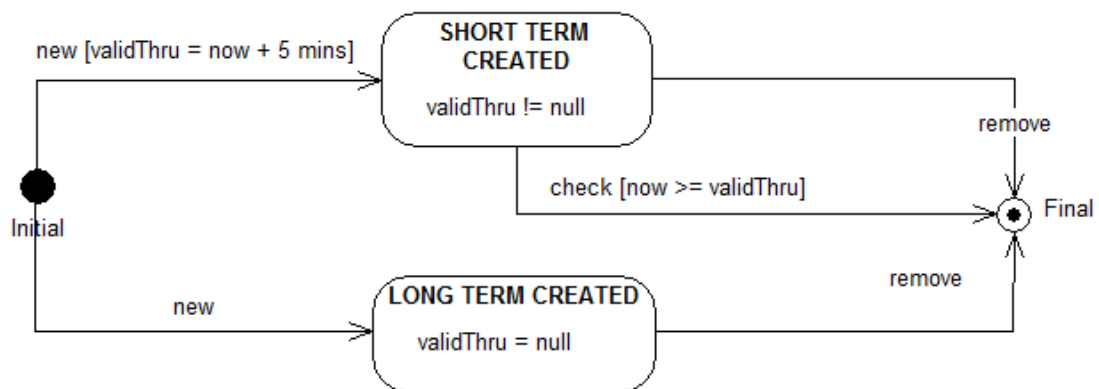 SHORT TERM
CREATED
new [validThru = now + 5 mins]
validThru != null
remove
check [now >= validThru]
Final
Initial
remove
LONG TERM CREATED
new
validThru = null